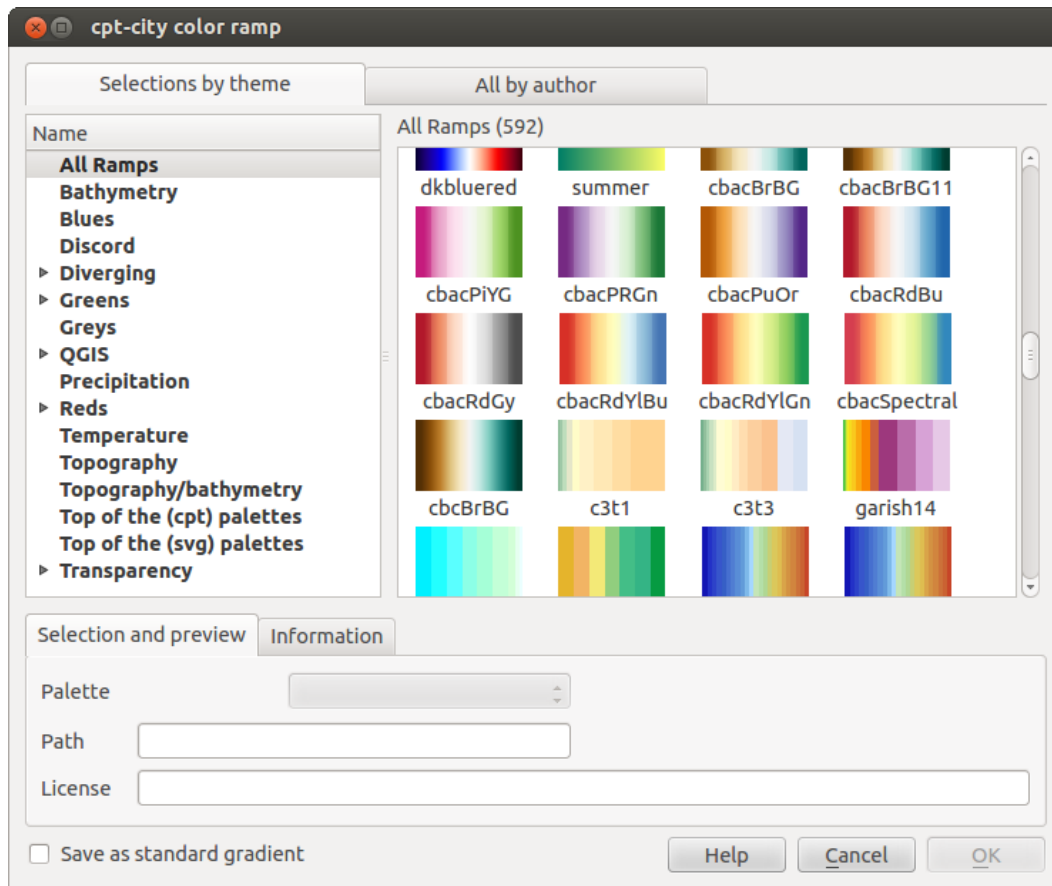 cpt-city color ramp
Selections by theme
All by author
Name
All Ramps
Bathymetry
Blues
Discord
Diverging
Greens
Greys
QGIS
Precipitation
Reds
Temperature
Topography
Topography/bathymetry
Top of the (cpt) palettes
Top of the (svg) palettes
Transparency
All Ramps (592)
dkbluered summer cbacBrBG cbacBrBG11
cbacPiYG cbacPRGn cbacPuOr cbacRdBu
cbacRdGy cbacRdYlBu cbacRdYlGn cbacSpectral
cbcBrBG c3t1 c3t3 garish14
Selection and preview
Information
Palette
Path
License
Save as standard gradient
Help
Cancel
OK